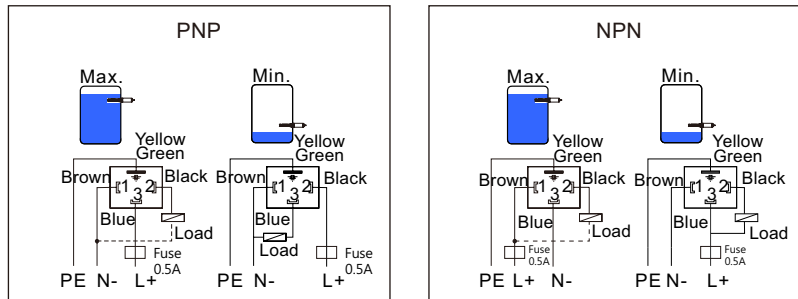 PNP
Max.
Yellow
Green
Brown
1 2
3
Black
Blue
Load
Fuse
0.5A
PE N- L+
Min.
Yellow
Green
Brown
1 2
3
Black
Blue
Load
Fuse
0.5A
PE N- L+
NPN
Max.
Yellow
Green
Brown
1 2
3
Black
Blue
Load
Fuse
0.5A
PE L+ N-
Min.
Yellow
Green
Brown
1 2
3
Black
Blue
Load
Fuse
0.5A
PE N- L+